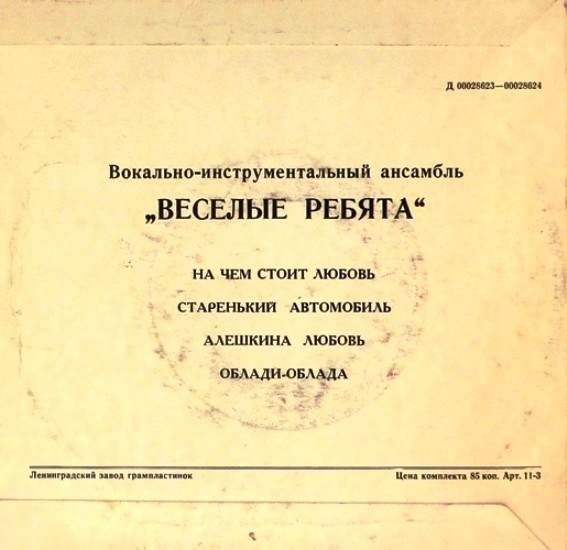 Д 00028623—00028624
Вокально-инструментальный ансамбль
„ВЕСЕЛЫЕ РЕБЯТА“
НА ЧЕМ СТОИТ ЛЮБОВЬ
СТАРЕНЬКИЙ АВТОМОБИЛЬ
АЛЕШКИНА ЛЮБОВЬ
ОБЛАДИ-ОБЛАДА
Ленинградский завод грампластинок Цена комплекта 85 коп. Арт. 11-3